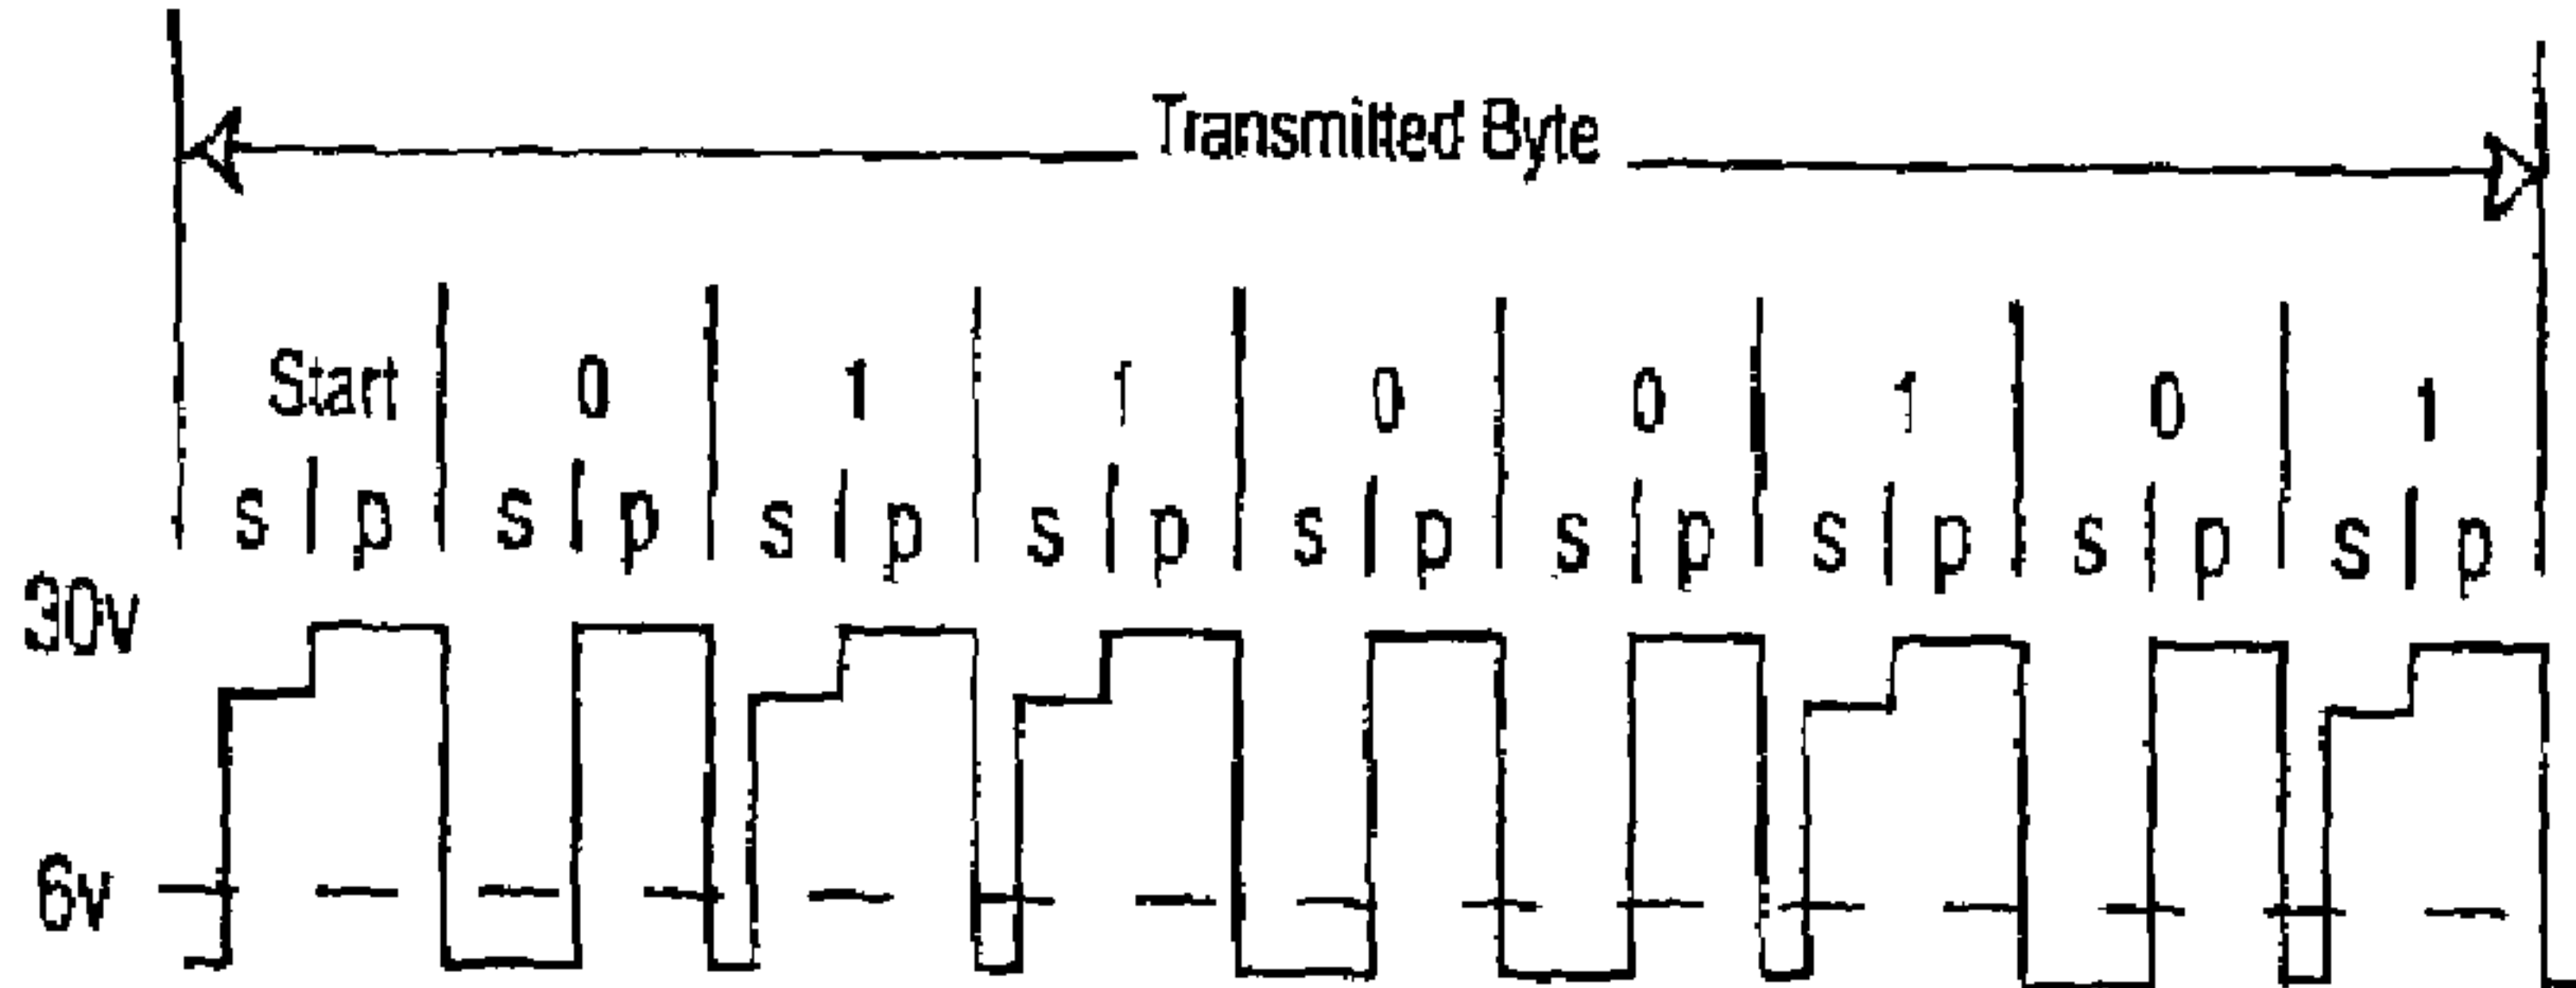 Transmitted Byte
Start 0 1 1 0 0 1 0 1
s p s p s p s p s p s p s p s p s p
30v
6v